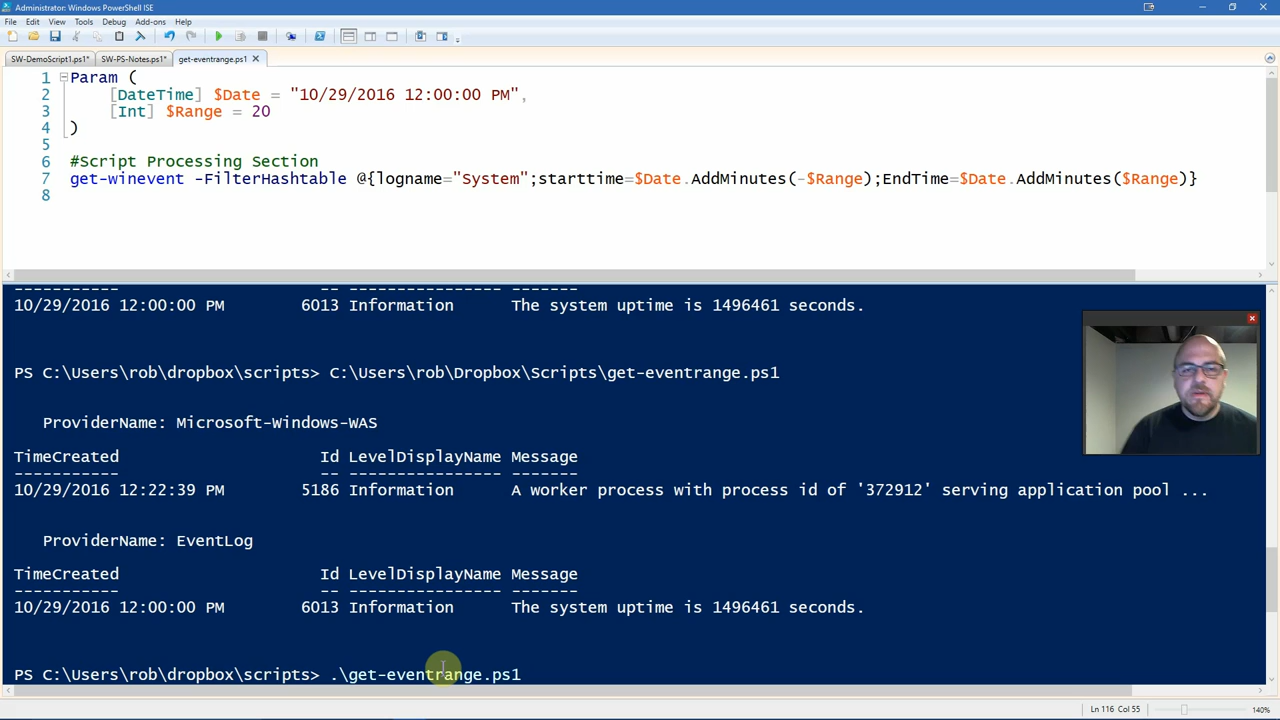 Administrator: Windows PowerShell ISE
File Edit View Tools Debug Add-ons Help
SW-DemoScript1.ps1* SW-PS-Notes.ps1* get-eventrange.ps1
1 Param (
2 [DateTime] $Date = "10/29/2016 12:00:00 PM",
3 [Int] $Range = 20
4 )
5
6 #Script Processing Section
7 get-winevent -FilterHashtable @{logname="System";starttime=$Date.AddMinutes(-$Range);EndTime=$Date.AddMinutes($Range)}
8
----------- -- ---------------- -------
10/29/2016 12:00:00 PM 6013 Information The system uptime is 1496461 seconds.
PS C:\Users\rob\dropbox\scripts> C:\Users\rob\Dropbox\Scripts\get-eventrange.ps1
ProviderName: Microsoft-Windows-WAS
TimeCreated Id LevelDisplayName Message
----------- -- ---------------- -------
10/29/2016 12:22:39 PM 5186 Information A worker process with process id of '372912' serving application pool ...
ProviderName: EventLog
TimeCreated Id LevelDisplayName Message
----------- -- ---------------- -------
10/29/2016 12:00:00 PM 6013 Information The system uptime is 1496461 seconds.
PS C:\Users\rob\dropbox\scripts> .\get-eventrange.ps1
Ln 116 Col 55 140%